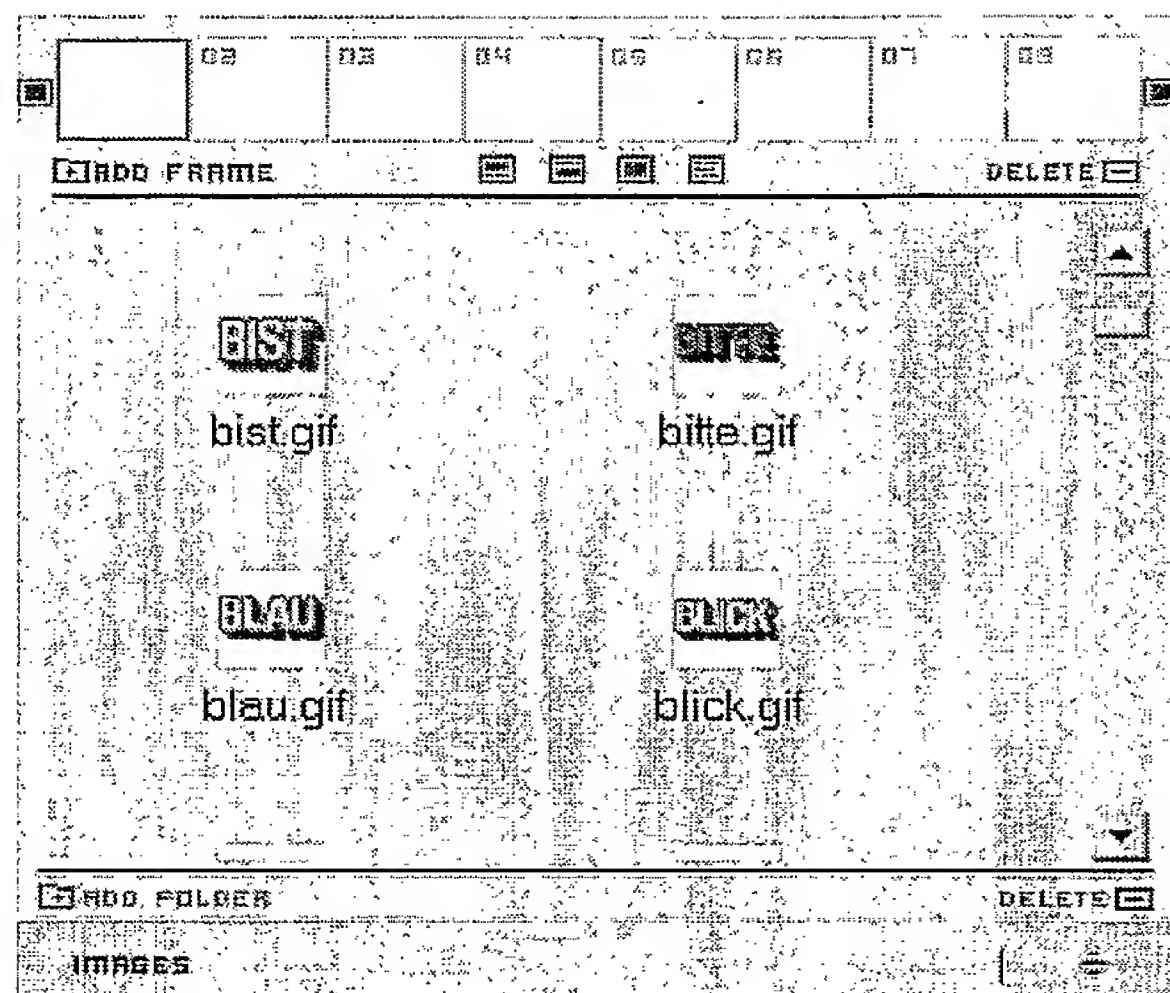 02 03 04 05 06 07 08
ADD FRAME DELETE
BIST
bist.gif bitte.gif
BLAU BLICK
blau.gif blick.gif
ADD FOLDER DELETE
IMAGES